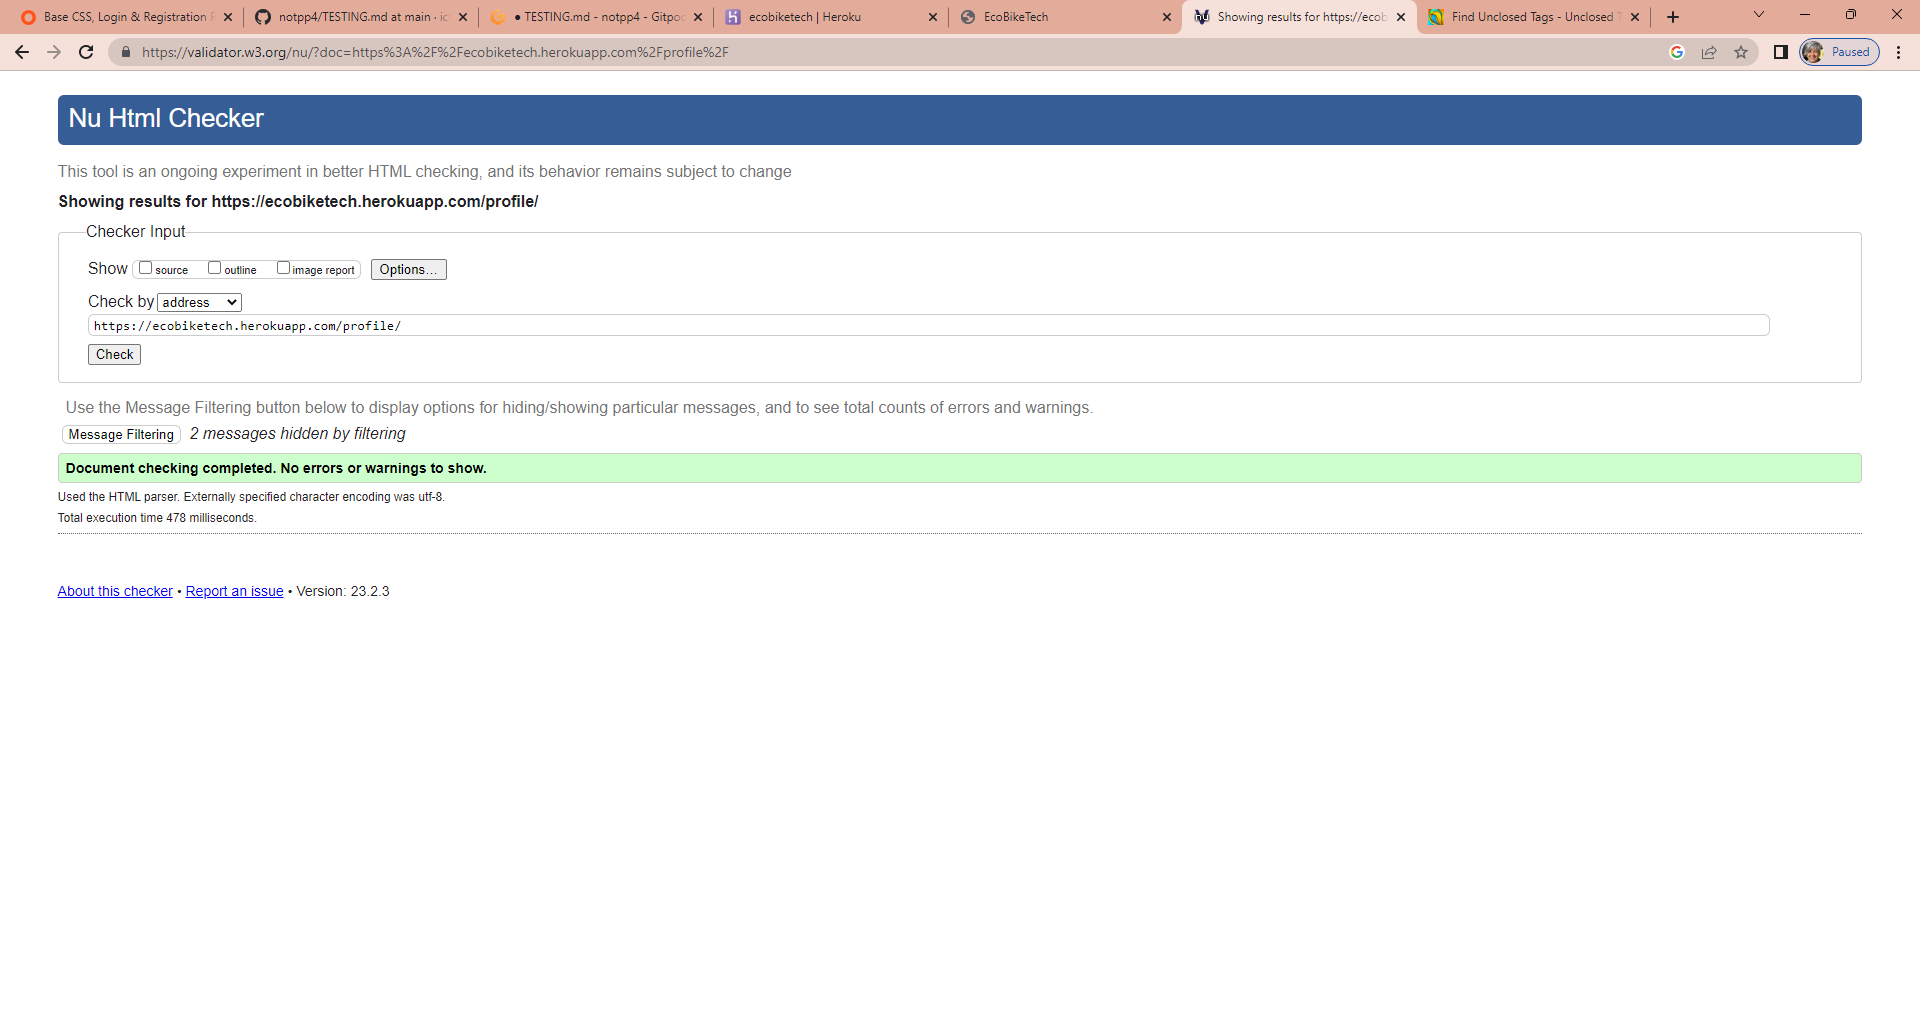 Base CSS, Login & Registration
notpp4/TESTING.md at main
● TESTING.md - notpp4 - Gitpo
ecobiketech | Heroku
EcoBikeTech
Showing results for https://ecob
Find Unclosed Tags - Unclosed
https://validator.w3.org/nu/?doc=https%3A%2F%2Fecobiketech.herokuapp.com%2Fprofile%2F
Paused
Nu Html Checker
This tool is an ongoing experiment in better HTML checking, and its behavior remains subject to change
Showing results for https://ecobiketech.herokuapp.com/profile/
Checker Input
Show source outline image report Options...
Check by address
https://ecobiketech.herokuapp.com/profile/
Check
Use the Message Filtering button below to display options for hiding/showing particular messages, and to see total counts of errors and warnings.
Message Filtering 2 messages hidden by filtering
Document checking completed. No errors or warnings to show.
Used the HTML parser. Externally specified character encoding was utf-8.
Total execution time 478 milliseconds.
About this checker • Report an issue • Version: 23.2.3